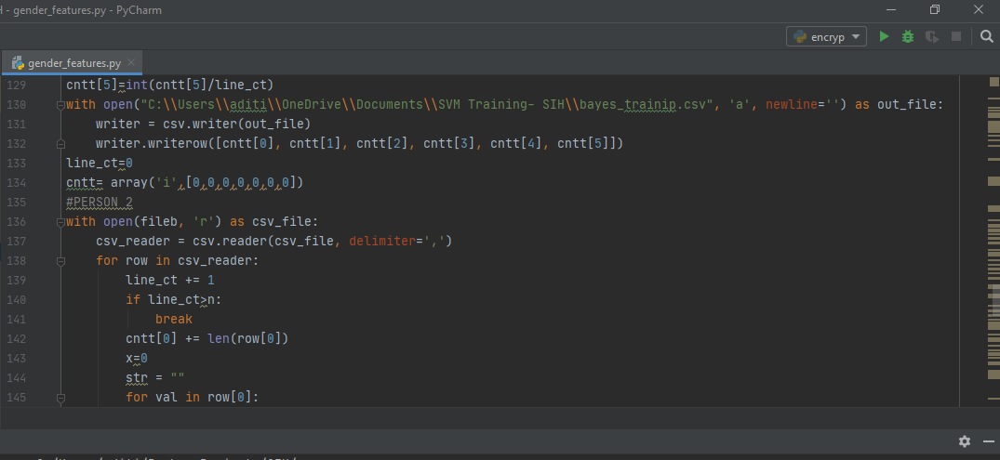 H - gender_features.py - PyCharm
encryp
gender_features.py
129 cntt[5]=int(cntt[5]/line_ct)
130 with open("C:\\Users\\aditi\\OneDrive\\Documents\\SVM Training- SIH\\bayes_trainip.csv", 'a', newline='') as out_file:
131 writer = csv.writer(out_file)
132 writer.writerow([cntt[0], cntt[1], cntt[2], cntt[3], cntt[4], cntt[5]])
133 line_ct=0
134 cntt= array('i',[0,0,0,0,0,0,0])
135 #PERSON 2
136 with open(fileb, 'r') as csv_file:
137 csv_reader = csv.reader(csv_file, delimiter=',')
138 for row in csv_reader:
139 line_ct += 1
140 if line_ct>n:
141 break
142 cntt[0] += len(row[0])
143 x=0
144 str = ""
145 for val in row[0]: